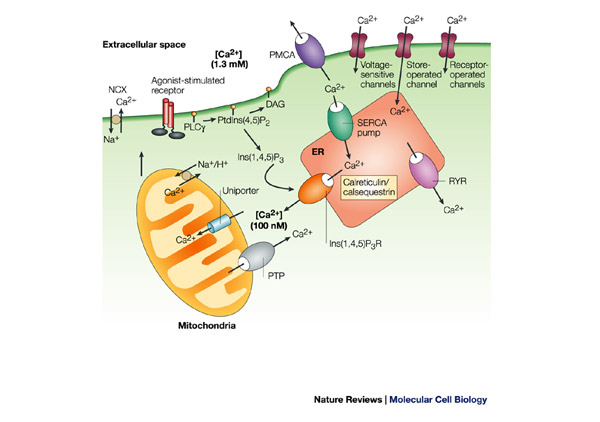 Extracellular space
[Ca²⁺]
(1.3 mM)
PMCA
Ca²⁺
Ca²⁺
Ca²⁺
Voltage-
sensitive
channels
Store-
operated
channel
Receptor-
operated
channels
NCX
Ca²⁺
Na⁺
Agonist-stimulated
receptor
PLCγ
PtdIns(4,5)P₂
DAG
Ca²⁺
Ca²⁺
SERCA
pump
ER
Ins(1,4,5)P₃
Ca²⁺
Calreticulin/
calsequestrin
RYR
Ca²⁺
Na⁺/H⁺
Ca²⁺
Uniporter
[Ca²⁺]
(100 nM)
Ca²⁺
Ca²⁺
Ins(1,4,5)P₃R
PTP
Mitochondria
Nature Reviews | Molecular Cell Biology